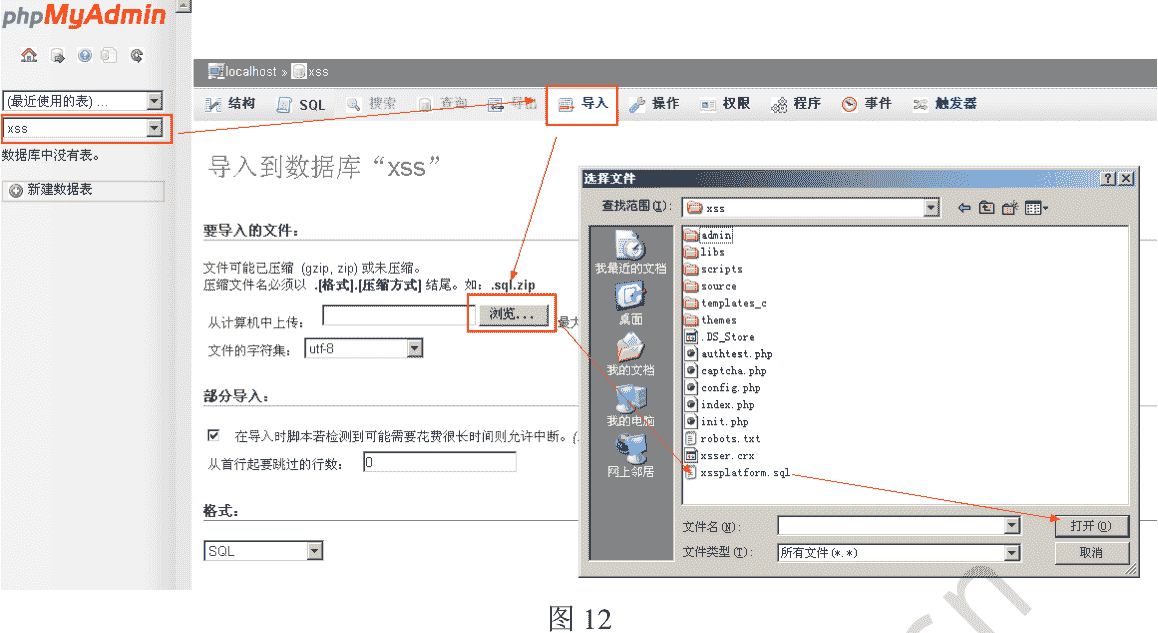 phpMyAdmin
(最近使用的表) ...
xss
数据库中没有表。
新建数据表
localhost » xss
结构 SQL 搜索 查询 导出 导入 操作 权限 程序 事件 触发器
导入到数据库“xss”
要导入的文件:
文件可能已压缩 (gzip, zip) 或未压缩。
压缩文件名必须以 .[格式].[压缩方式] 结尾。如: .sql.zip
从计算机中上传: 浏览... 最大
文件的字符集: utf-8
部分导入:
在导入时脚本若检测到可能需要花费很长时间则允许中断。(
从首行起要跳过的行数: 0
格式:
SQL
选择文件
查找范围(I): xss
我最近的文档
桌面
我的文档
我的电脑
网上邻居
admin
libs
scripts
source
templates_c
themes
.DS_Store
authtest.php
captcha.php
config.php
index.php
init.php
robots.txt
xsser.crx
xssplatform.sql
文件名(N): 打开(O)
文件类型(T): 所有文件(*.*) 取消
图 12
cn